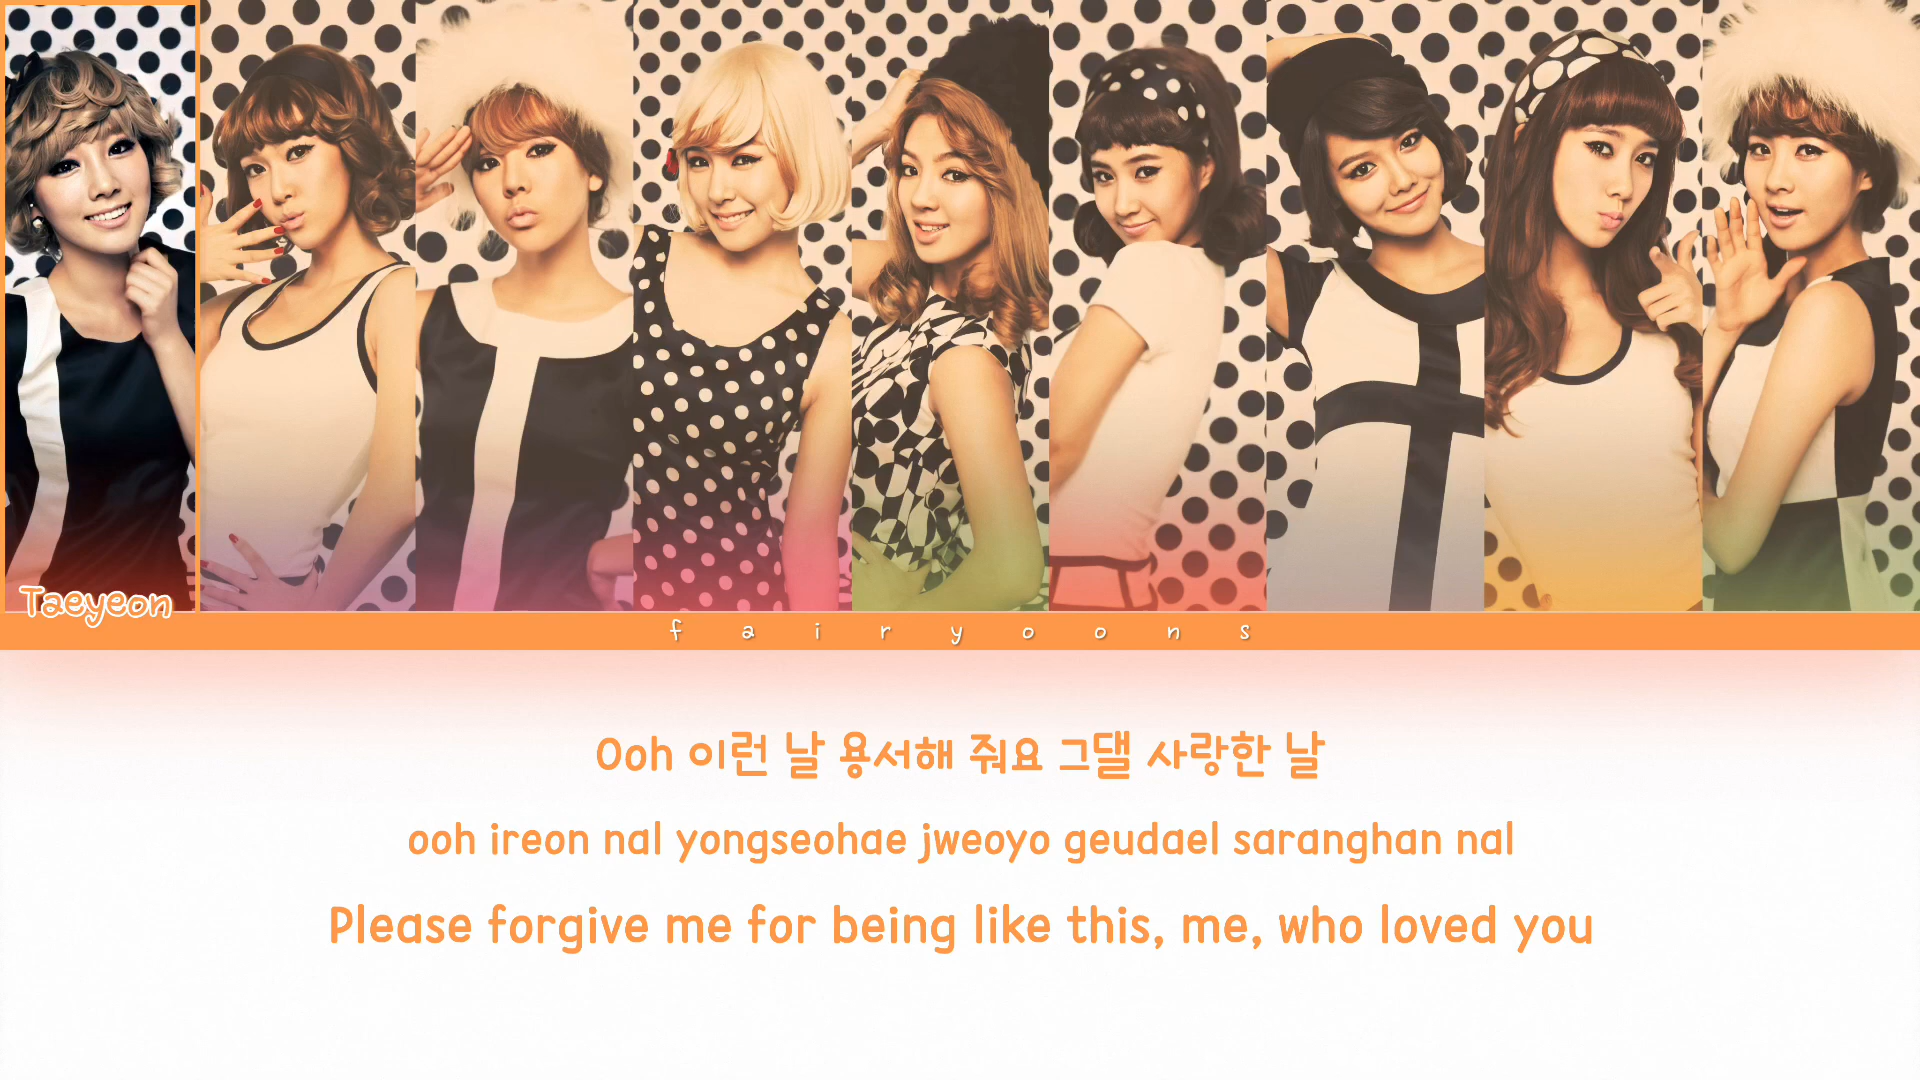 Taeyeon
fairyoons
Ooh 이런 날 용서해 줘요 그댈 사랑한 날
ooh ireon nal yongseohae jweoyo geudael saranghan nal
Please forgive me for being like this, me, who loved you